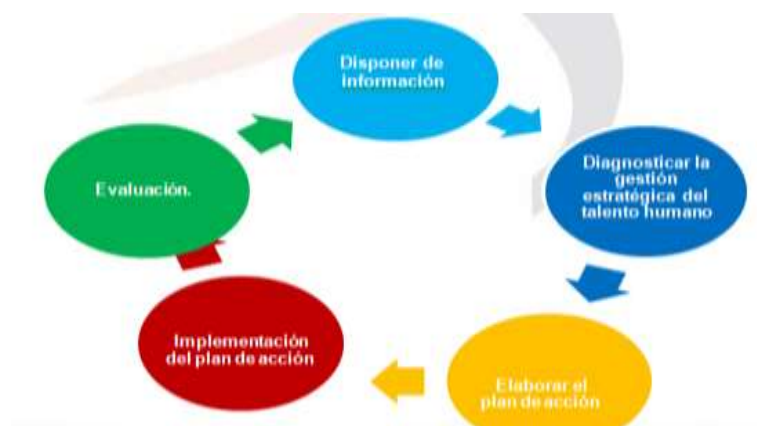 Disponer de
información
Diagnosticar la
gestión
estratégica del
talento humano
Elaborar el
plan de acción
Implementación
del plan de acción
Evaluación.